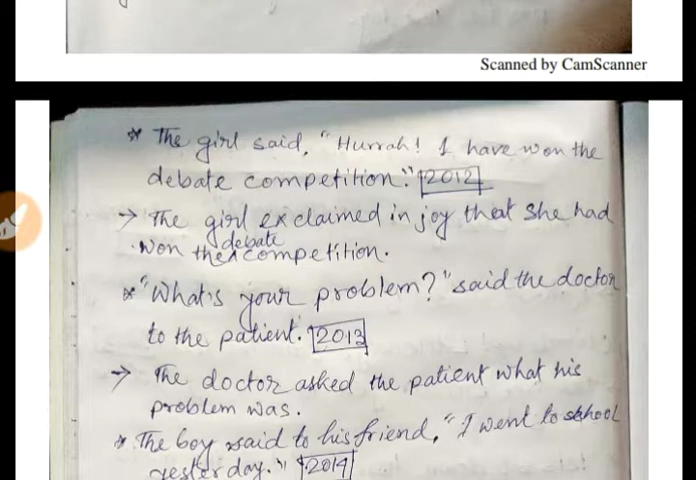 Scanned by CamScanner
* The girl said, "Hurrah! I have won the
debate competition." 2012
→ The girl exclaimed in joy that she had
won the debate competition.
* "What's your problem?" said the doctor
to the patient. 2013
→ The doctor asked the patient what his
problem was.
* The boy said to his friend, "I went to school
yesterday." 2014